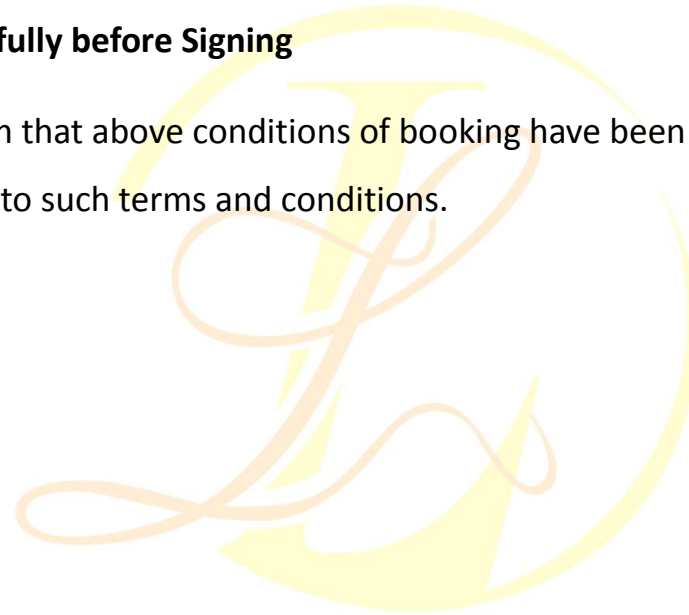 fully before Signing
that above conditions of booking have been
to such terms and conditions.